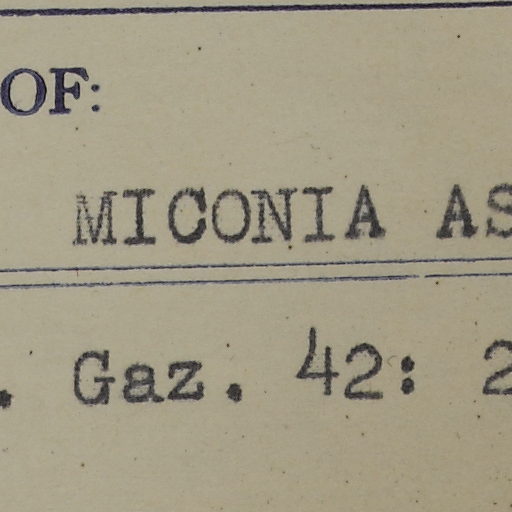 OF:
MICONIA AS
. Gaz. 42: 2